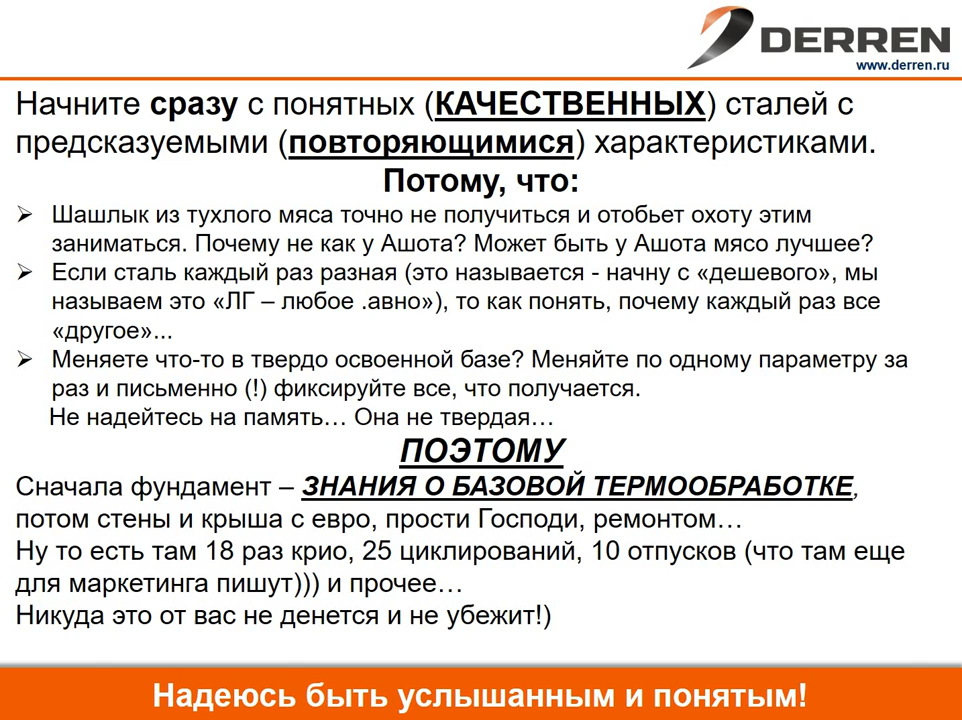 DERREN
www.derren.ru
Начните сразу с понятных (КАЧЕСТВЕННЫХ) сталей с
предсказуемыми (повторяющимися) характеристиками.
Потому, что:
➢ Шашлык из тухлого мяса точно не получиться и отобьет охоту этим
заниматься. Почему не как у Ашота? Может быть у Ашота мясо лучшее?
➢ Если сталь каждый раз разная (это называется - начну с «дешевого», мы
называем это «ЛГ – любое .авно»), то как понять, почему каждый раз все
«другое»...
➢ Меняете что-то в твердо освоенной базе? Меняйте по одному параметру за
раз и письменно (!) фиксируйте все, что получается.
Не надейтесь на память… Она не твердая…
ПОЭТОМУ
Сначала фундамент – ЗНАНИЯ О БАЗОВОЙ ТЕРМООБРАБОТКЕ,
потом стены и крыша с евро, прости Господи, ремонтом…
Ну то есть там 18 раз крио, 25 циклирований, 10 отпусков (что там еще
для маркетинга пишут))) и прочее…
Никуда это от вас не денется и не убежит!)
Надеюсь быть услышанным и понятым!